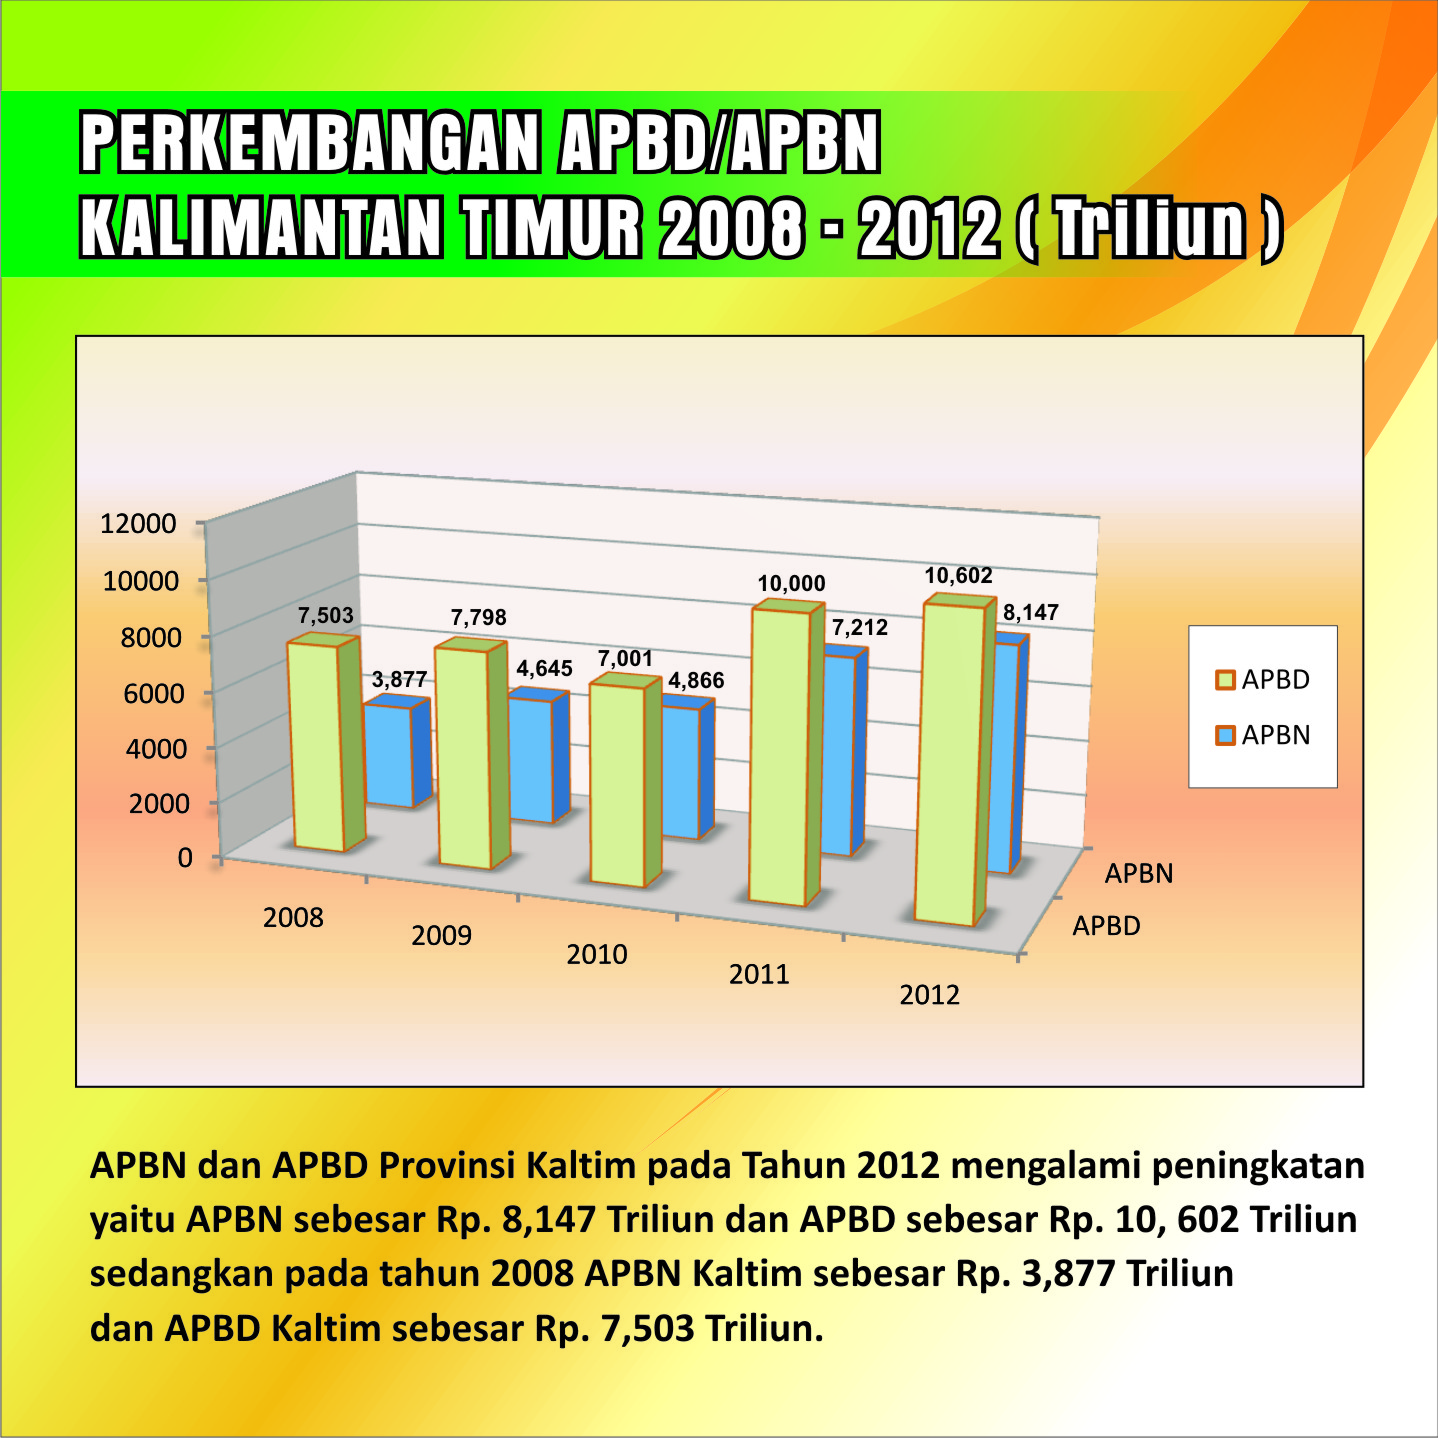 PERKEMBANGAN APBD/APBN
KALIMANTAN TIMUR 2008 - 2012 ( Triliun )
12000
10000
8000
6000
4000
2000
0
7,503
3,877
7,798
4,645
7,001
4,866
10,000
7,212
10,602
8,147
2008
2009
2010
2011
2012
APBN
APBD
APBD
APBN
APBN dan APBD Provinsi Kaltim pada Tahun 2012 mengalami peningkatan
yaitu APBN sebesar Rp. 8,147 Triliun dan APBD sebesar Rp. 10, 602 Triliun
sedangkan pada tahun 2008 APBN Kaltim sebesar Rp. 3,877 Triliun
dan APBD Kaltim sebesar Rp. 7,503 Triliun.